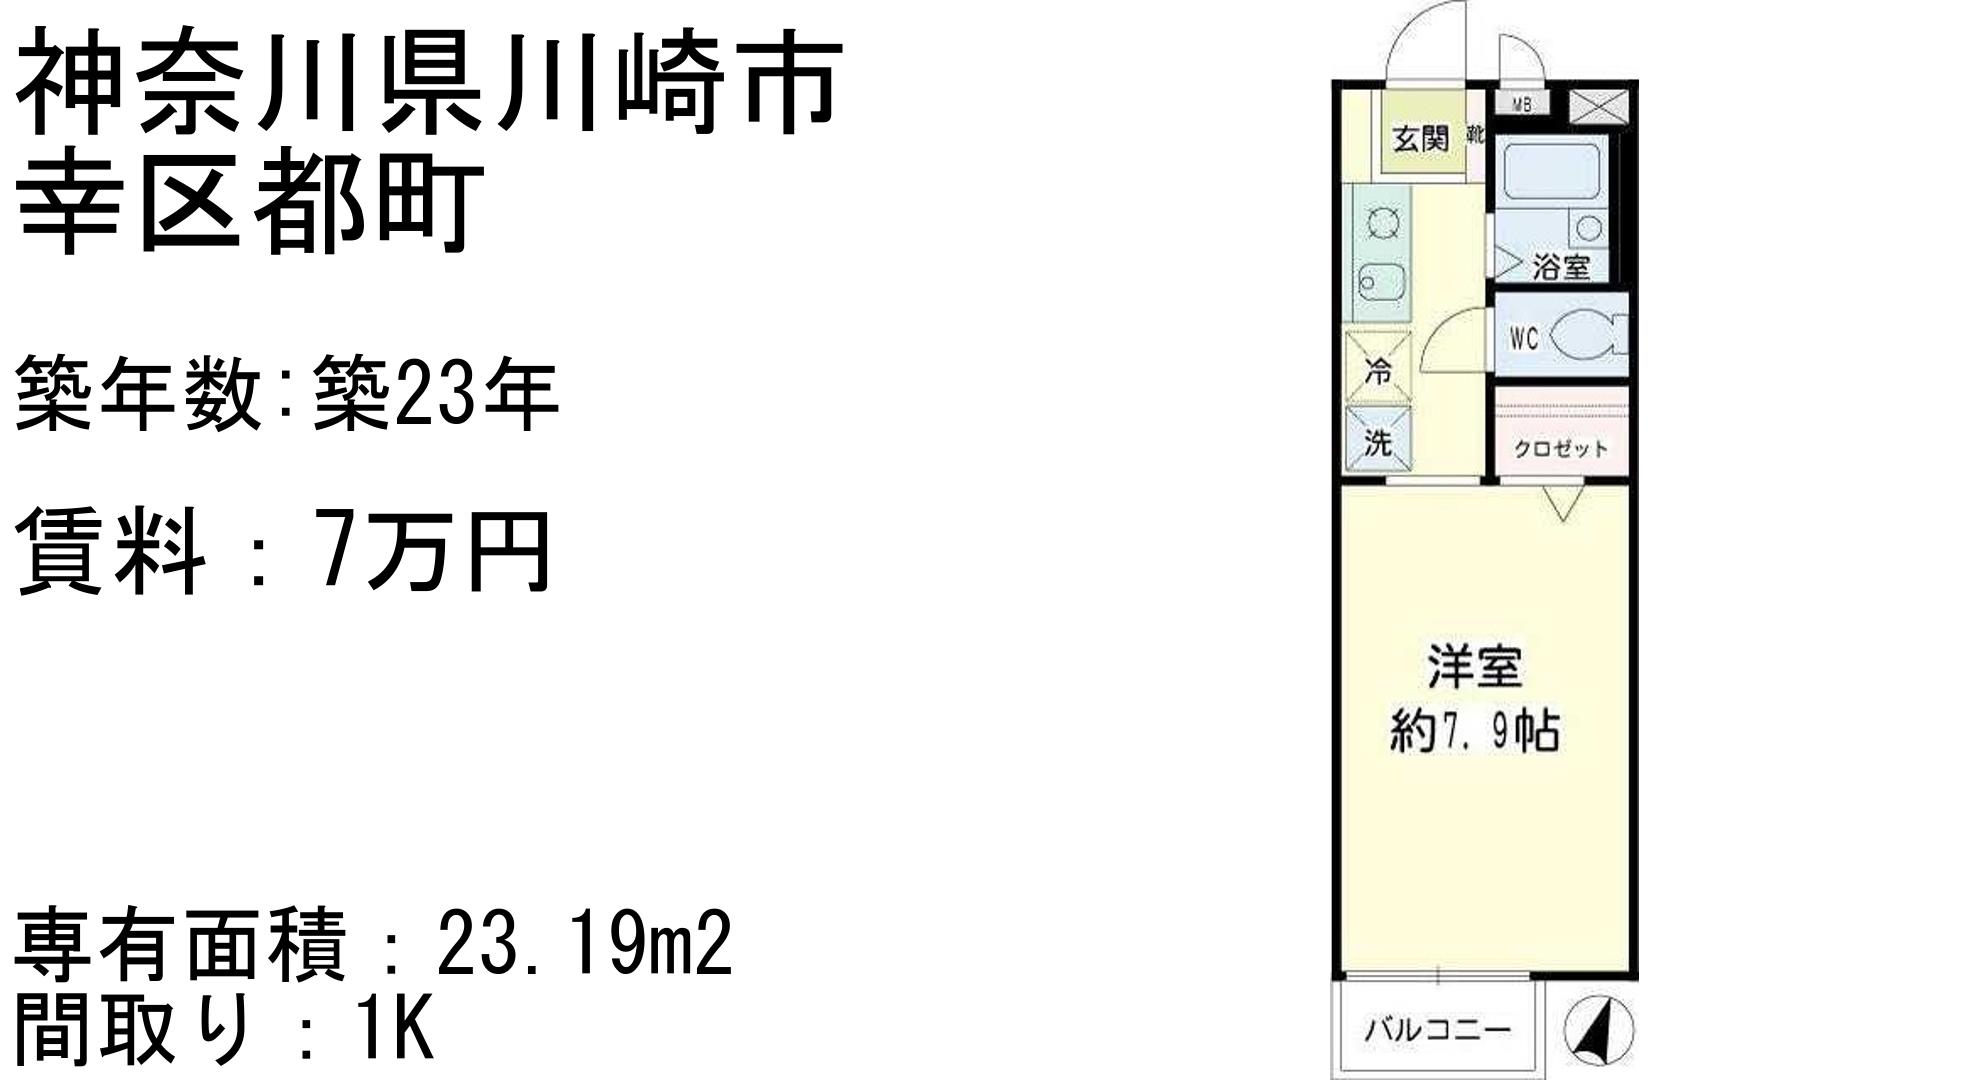 神奈川県川崎市
幸区都町
築年数:築23年
賃料：7万円
専有面積：23.19m2
間取り：1K
MB
玄関
靴
浴室
WC
冷
洗
クロゼット
洋室
約7.9帖
バルコニー